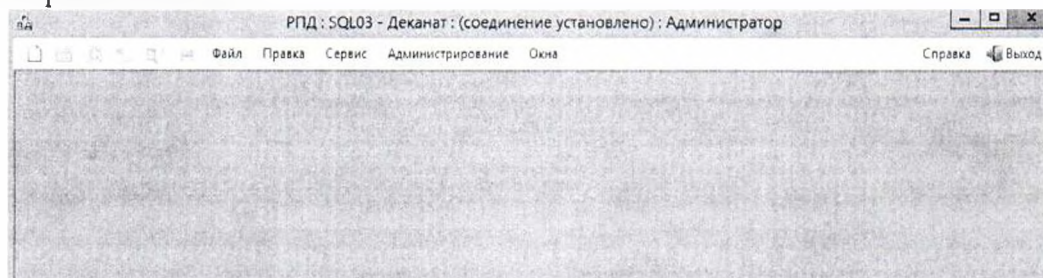 РПД : SQL03 - Деканат : (соединение установлено) : Администратор
Файл Правка Сервис Администрирование Окна Справка Выход